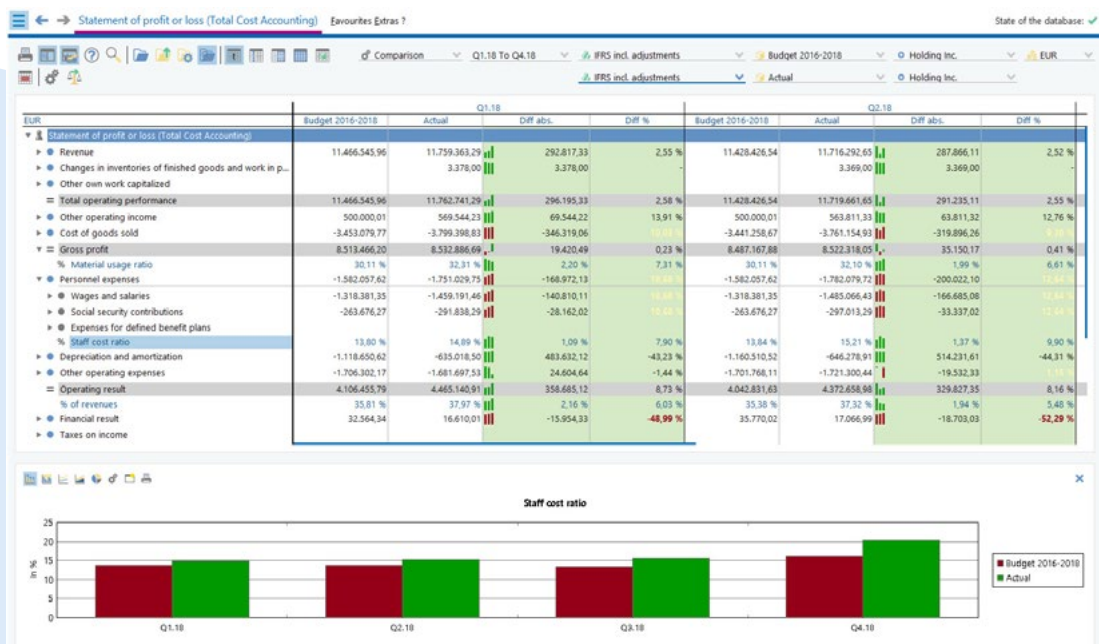 Statement of profit or loss (Total Cost Accounting) Favourites Extras ? State of the database:
Comparison Q1.18 To Q4.18 IFRS incl. adjustments Budget 2016-2018 Holding Inc. EUR
IFRS incl. adjustments Actual Holding Inc.
Q1.18 Q2.18
EUR Budget 2016-2018 Actual Diff abs. Diff % Budget 2016-2018 Actual Diff abs. Diff %
Statement of profit or loss (Total Cost Accounting)
Revenue 11.466.545,96 11.759.363,29 292.817,33 2,55 % 11.428.426,54 11.716.292,65 287.866,11 2,52 %
Changes in inventories of finished goods and work in p... 3.378,00 3.378,00 - 3.369,00 3.369,00 -
Other own work capitalized
= Total operating performance 11.466.545,96 11.762.741,29 296.195,33 2,58 % 11.428.426,54 11.719.661,65 291.235,11 2,55 %
Other operating income 500.000,01 569.544,23 69.544,22 13,91 % 500.000,01 563.811,33 63.811,32 12,76 %
Cost of goods sold -3.453.079,77 -3.799.398,83 -346.319,06 -3.441.258,67 -3.761.154,93 -319.896,26
= Gross profit 8.513.466,20 8.532.886,69 19.420,49 0,23 % 8.487.167,88 8.522.318,05 35.150,17 0,41 %
% Material usage ratio 30,11 % 32,31 % 2,20 % 7,31 % 30,11 % 32,10 % 1,99 % 6,61 %
Personnel expenses -1.582.057,62 -1.751.029,75 -168.972,13 -1.582.057,62 -1.782.079,72 -200.022,10
Wages and salaries -1.318.381,35 -1.459.191,46 -140.810,11 -1.318.381,35 -1.485.066,43 -166.685,08
Social security contributions -263.676,27 -291.838,29 -28.162,02 -263.676,27 -297.013,29 -33.337,02
Expenses for defined benefit plans
% Staff cost ratio 13,80 % 14,89 % 1,09 % 7,90 % 13,84 % 15,21 % 1,37 % 9,90 %
Depreciation and amortization -1.118.650,62 -635.018,50 483.632,12 -43,23 % -1.160.510,52 -646.278,91 514.231,61 -44,31 %
Other operating expenses -1.706.302,17 -1.681.697,53 24.604,64 -1,44 % -1.701.768,11 -1.721.300,44 -19.532,33
= Operating result 4.106.455,79 4.465.140,91 358.685,12 8,73 % 4.042.831,63 4.372.658,98 329.827,35 8,16 %
% of revenues 35,81 % 37,97 % 2,16 % 6,03 % 35,38 % 37,32 % 1,94 % 5,48 %
Financial result 32.564,34 16.610,01 -15.954,33 -48,99 % 35.770,02 17.066,99 -18.703,03 -52,29 %
Taxes on income
Staff cost ratio
25
20
15
10
5
0
In %
Q1.18 Q2.18 Q3.18 Q4.18
Budget 2016-2018
Actual